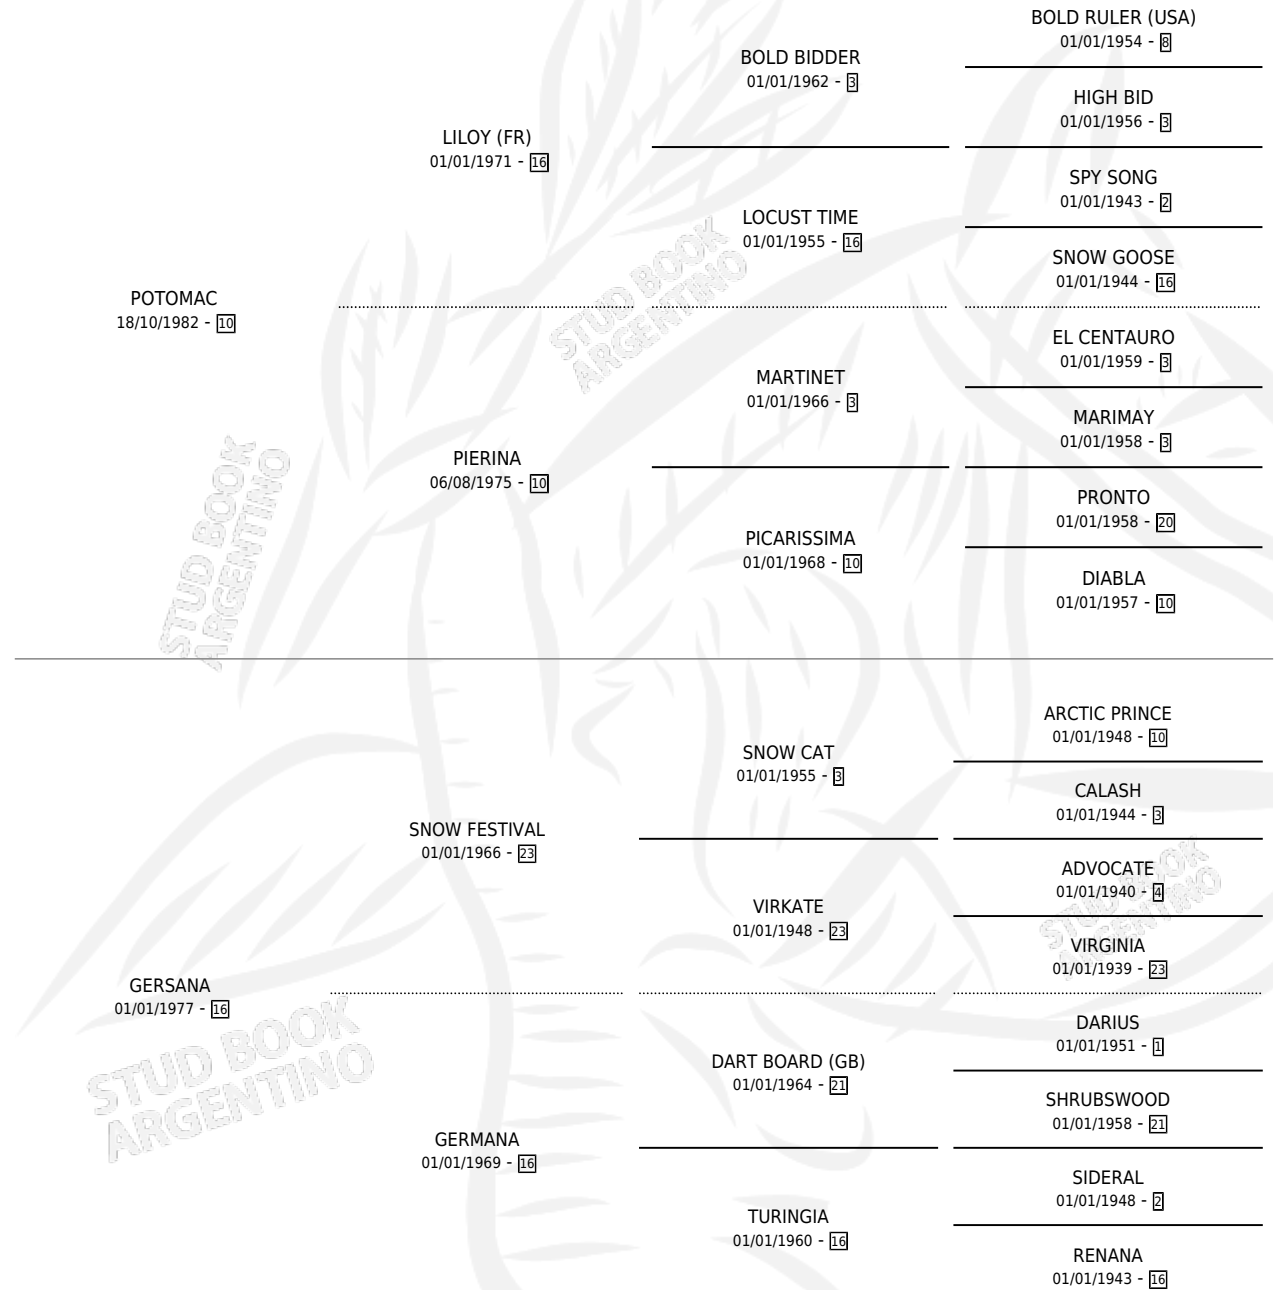 BOLD RULER (USA)
01/01/1954 - 8
BOLD BIDDER
01/01/1962 - 3
HIGH BID
01/01/1956 - 3
LILOY (FR)
01/01/1971 - 16
SPY SONG
01/01/1943 - 2
LOCUST TIME
01/01/1955 - 16
SNOW GOOSE
01/01/1944 - 16
POTOMAC
18/10/1982 - 10
STUD BOOK
ARGENTINO
EL CENTAURO
01/01/1959 - 3
MARTINET
01/01/1966 - 3
MARIMAY
01/01/1958 - 3
PIERINA
06/08/1975 - 10
PRONTO
01/01/1958 - 20
PICARISSIMA
01/01/1968 - 10
DIABLA
01/01/1957 - 10
STUD BOOK
ARGENTINO
ARCTIC PRINCE
01/01/1948 - 10
SNOW CAT
01/01/1955 - 3
CALASH
01/01/1944 - 3
SNOW FESTIVAL
01/01/1966 - 23
ADVOCATE
01/01/1940 - 4
VIRKATE
01/01/1948 - 23
VIRGINIA
01/01/1939 - 23
STUD BOOK
ARGENTINO
GERSANA
01/01/1977 - 16
DARIUS
01/01/1951 - 1
DART BOARD (GB)
01/01/1964 - 21
SHRUBSWOOD
01/01/1958 - 21
STUD BOOK
ARGENTINO
GERMANA
01/01/1969 - 16
SIDERAL
01/01/1948 - 2
TURINGIA
01/01/1960 - 16
RENANA
01/01/1943 - 16